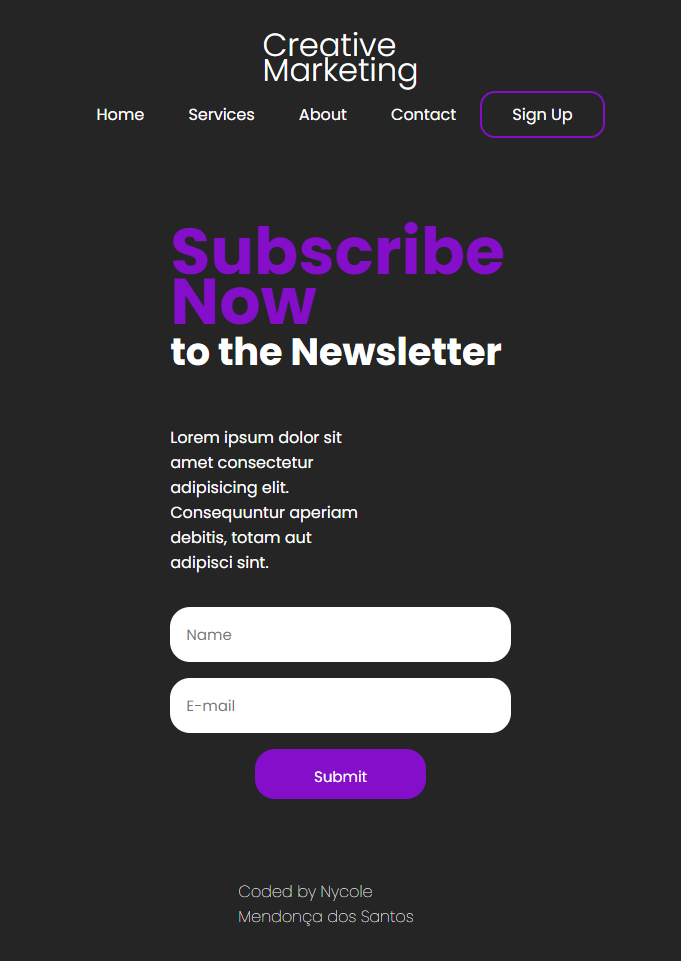 Creative
Marketing
Home Services About Contact Sign Up
Subscribe
Now
to the Newsletter
Lorem ipsum dolor sit
amet consectetur
adipisicing elit.
Consequuntur aperiam
debitis, totam aut
adipisci sint.
Name
E-mail
Submit
Coded by Nycole
Mendonça dos Santos